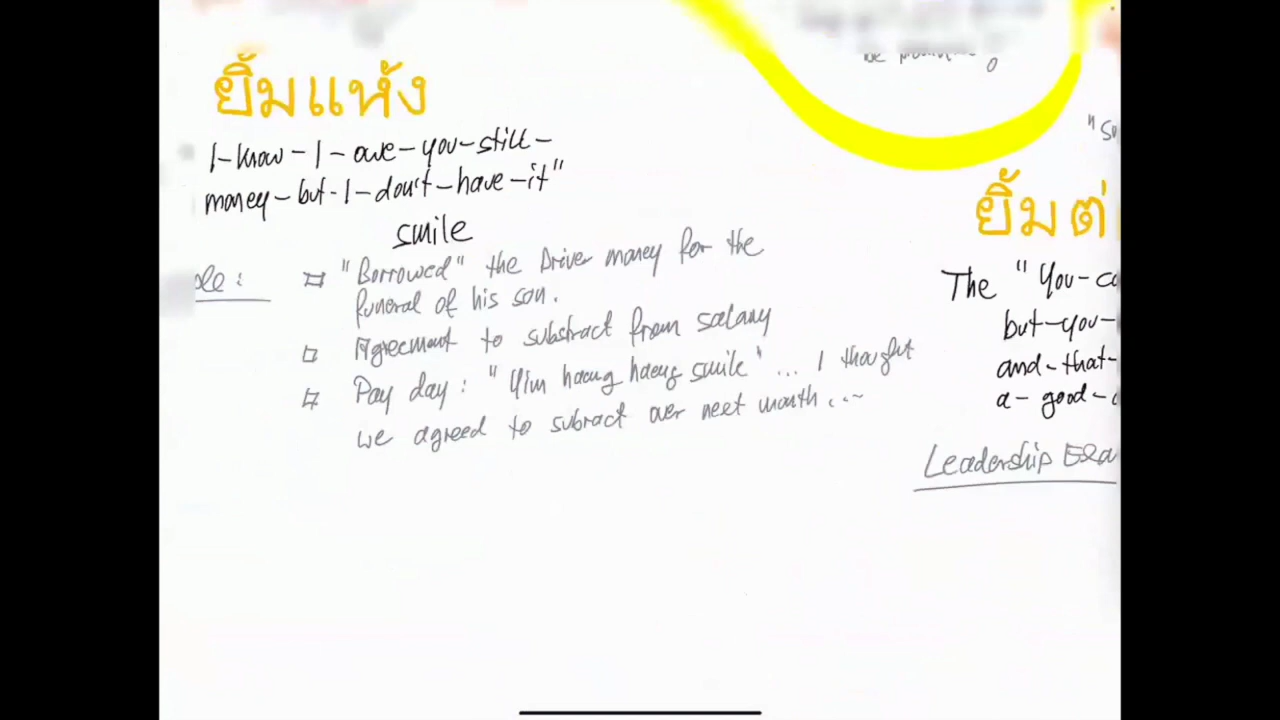 ยิ้มแห้ง
I-know-I-owe-you-still-
money-but-I-don't-have-it"
smile
"Borrowed" the Driver money for the
funeral of his son.
Agreement to substract from salary
Pay day: "Yim haeng haeng smile"... I thought
we agreed to subract over next month...
ยิ้มต่
The "You-ca
but-you-
and-that-
a-good-
Leadership Exa